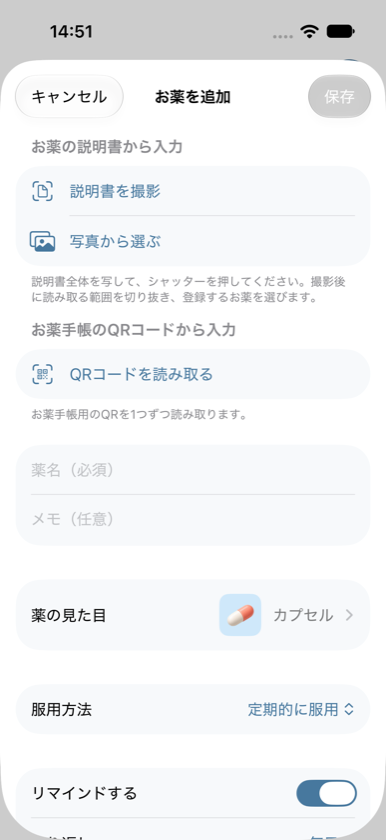 14:51
キャンセル
お薬を追加
保存
お薬の説明書から入力
説明書を撮影
写真から選ぶ
説明書全体を写して、シャッターを押してください。撮影後
に読み取る範囲を切り抜き、登録するお薬を選びます。
お薬手帳のQRコードから入力
QRコードを読み取る
お薬手帳用のQRを1つずつ読み取ります。
薬名（必須）
メモ（任意）
薬の見た目
カプセル
服用方法
定期的に服用
リマインドする